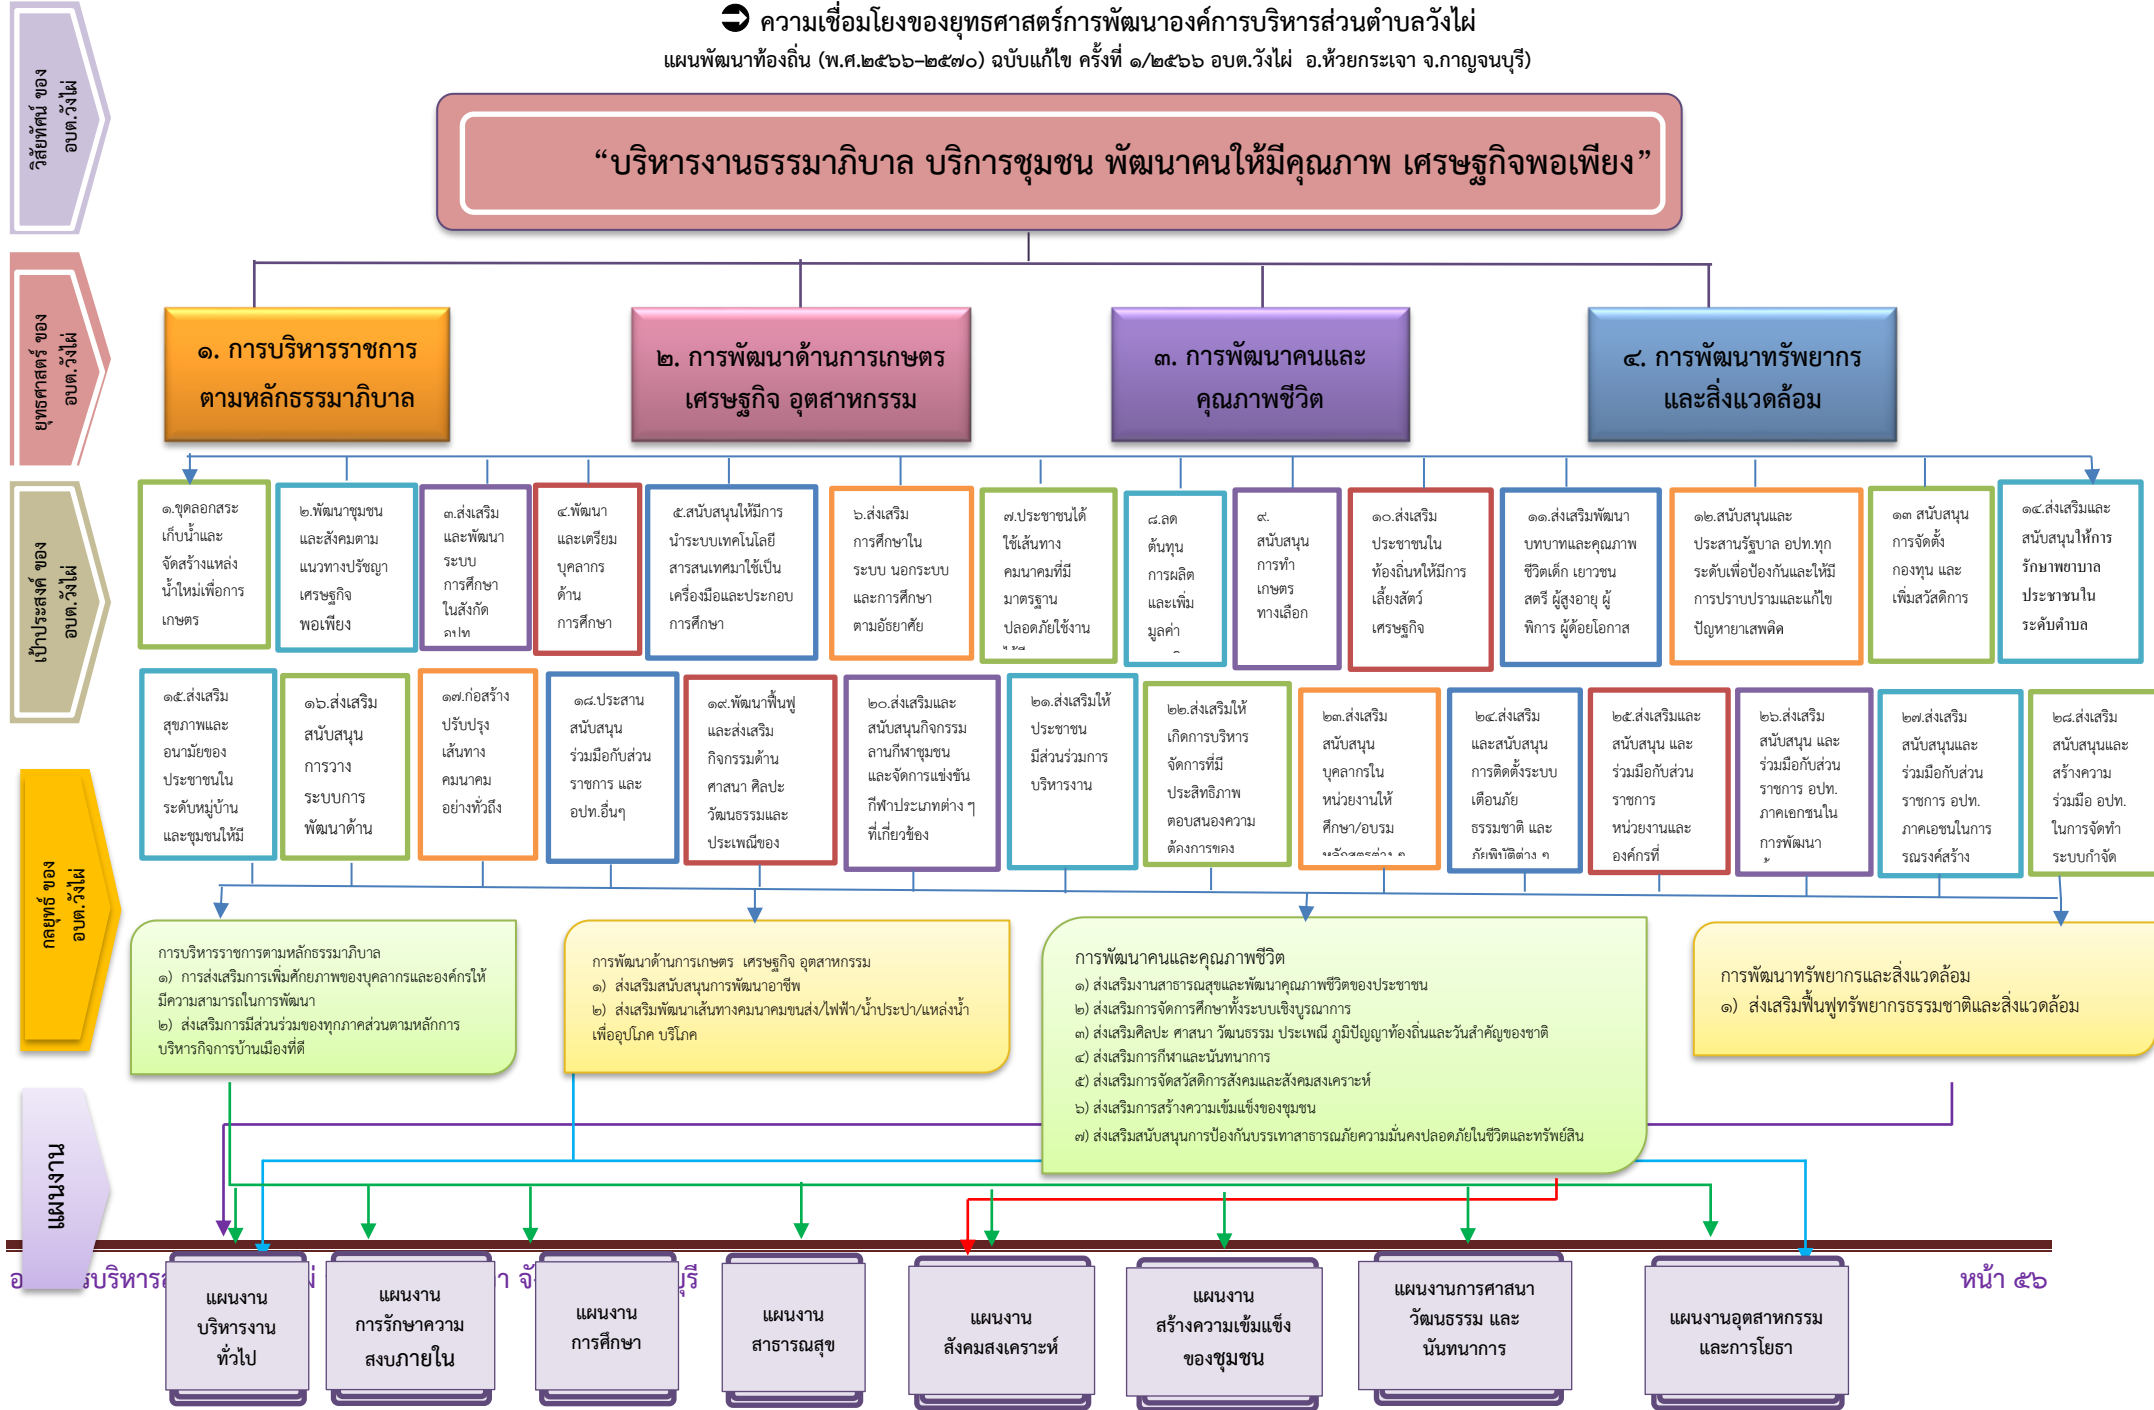 ความเชื่อมโยงของยุทธศาสตร์การพัฒนาองค์การบริหารส่วนตำบลวังไผ่
แผนพัฒนาท้องถิ่น (พ.ศ.๒๕๖๖–๒๕๗๐) ฉบับแก้ไข ครั้งที่ ๑/๒๕๖๖ อบต.วังไผ่ อ.ห้วยกระเจา จ.กาญจนบุรี)
วิสัยทัศน์ ของ
อบต.วังไผ่
“บริหารงานธรรมาภิบาล บริการชุมชน พัฒนาคนให้มีคุณภาพ เศรษฐกิจพอเพียง”
ยุทธศาสตร์ ของ
อบต.วังไผ่
๑. การบริหารราชการ
ตามหลักธรรมาภิบาล
๒. การพัฒนาด้านการเกษตร
เศรษฐกิจ อุตสาหกรรม
๓. การพัฒนาคนและ
คุณภาพชีวิต
๔. การพัฒนาทรัพยากร
และสิ่งแวดล้อม
เป้าประสงค์ ของ
อบต.วังไผ่
๑.ขุดลอกสระ
เก็บน้ำและ
จัดสร้างแหล่ง
น้ำใหม่เพื่อการ
เกษตร
๒.พัฒนาชุมชน
และสังคมตาม
แนวทางปรัชญา
เศรษฐกิจ
พอเพียง
๓.ส่งเสริม
และพัฒนา
ระบบ
การศึกษา
ในสังกัด
อปท
๔.พัฒนา
และเตรียม
บุคลากร
ด้าน
การศึกษา
๕.สนับสนุนให้มีการ
นำระบบเทคโนโลยี
สารสนเทศมาใช้เป็น
เครื่องมือและประกอบ
การศึกษา
๖.ส่งเสริม
การศึกษาใน
ระบบ นอกระบบ
และการศึกษา
ตามอัธยาศัย
๗.ประชาชนได้
ใช้เส้นทาง
คมนาคมที่มี
มาตรฐาน
ปลอดภัยใช้งาน
๘.ลด
ต้นทุน
การผลิต
และเพิ่ม
มูลค่า
๙.
สนับสนุน
การทำ
เกษตร
ทางเลือก
๑๐.ส่งเสริม
ประชาชนใน
ท้องถิ่นหให้มีการ
เลี้ยงสัตว์
เศรษฐกิจ
๑๑.ส่งเสริมพัฒนา
บทบาทและคุณภาพ
ชีวิตเด็ก เยาวชน
สตรี ผู้สูงอายุ ผู้
พิการ ผู้ด้อยโอกาส
๑๒.สนับสนุนและ
ประสานรัฐบาล อปท.ทุก
ระดับเพื่อป้องกันและให้มี
การปราบปรามและแก้ไข
ปัญหายาเสพติด
๑๓ สนับสนุน
การจัดตั้ง
กองทุน และ
เพิ่มสวัสดิการ
๑๔.ส่งเสริมและ
สนับสนุนให้การ
รักษาพยาบาล
ประชาชนใน
ระดับตำบล
๑๕.ส่งเสริม
สุขภาพและ
อนามัยของ
ประชาชนใน
ระดับหมู่บ้าน
และชุมชนให้มี
๑๖.ส่งเสริม
สนับสนุน
การวาง
ระบบการ
พัฒนาด้าน
๑๗.ก่อสร้าง
ปรับปรุง
เส้นทาง
คมนาคม
อย่างทั่วถึง
๑๘.ประสาน
สนับสนุน
ร่วมมือกับส่วน
ราชการ และ
อปท.อื่นๆ
๑๙.พัฒนาฟื้นฟู
และส่งเสริม
กิจกรรมด้าน
ศาสนา ศิลปะ
วัฒนธรรมและ
ประเพณีของ
๒๐.ส่งเสริมและ
สนับสนุนกิจกรรม
ลานกีฬาชุมชน
และจัดการแข่งขัน
กีฬาประเภทต่าง ๆ
ที่เกี่ยวข้อง
๒๑.ส่งเสริมให้
ประชาชน
มีส่วนร่วมการ
บริหารงาน
๒๒.ส่งเสริมให้
เกิดการบริหาร
จัดการที่มี
ประสิทธิภาพ
ตอบสนองความ
ต้องการของ
๒๓.ส่งเสริม
สนับสนุน
บุคลากรใน
หน่วยงานให้
ศึกษา/อบรม
หลักสูตรต่าง ๆ
๒๔.ส่งเสริม
และสนับสนุน
การติดตั้งระบบ
เตือนภัย
ธรรมชาติ และ
ภัยพิบัติต่าง ๆ
๒๕.ส่งเสริมและ
สนับสนุน และ
ร่วมมือกับส่วน
ราชการ
หน่วยงานและ
องค์กรที่
๒๖.ส่งเสริม
สนับสนุน และ
ร่วมมือกับส่วน
ราชการ อปท.
ภาคเอกชนใน
การพัฒนา
๒๗.ส่งเสริม
สนับสนุนและ
ร่วมมือกับส่วน
ราชการ อปท.
ภาคเอชนในการ
รณรงค์สร้าง
๒๘.ส่งเสริม
สนับสนุนและ
สร้างความ
ร่วมมือ อปท.
ในการจัดทำ
ระบบกำจัด
กลยุทธ์ ของ
อบต.วังไผ่
การบริหารราชการตามหลักธรรมาภิบาล
๑) การส่งเสริมการเพิ่มศักยภาพของบุคลากรและองค์กรให้
มีความสามารถในการพัฒนา
๒) ส่งเสริมการมีส่วนร่วมของทุกภาคส่วนตามหลักการ
บริหารกิจการบ้านเมืองที่ดี
การพัฒนาด้านการเกษตร เศรษฐกิจ อุตสาหกรรม
๑) ส่งเสริมสนับสนุนการพัฒนาอาชีพ
๒) ส่งเสริมพัฒนาเส้นทางคมนาคมขนส่ง/ไฟฟ้า/น้ำประปา/แหล่งน้ำ
เพื่ออุปโภค บริโภค
การพัฒนาคนและคุณภาพชีวิต
๑) ส่งเสริมงานสาธารณสุขและพัฒนาคุณภาพชีวิตของประชาชน
๒) ส่งเสริมการจัดการศึกษาทั้งระบบเชิงบูรณาการ
๓) ส่งเสริมศิลปะ ศาสนา วัฒนธรรม ประเพณี ภูมิปัญญาท้องถิ่นและวันสำคัญของชาติ
๔) ส่งเสริมการกีฬาและนันทนาการ
๕) ส่งเสริมการจัดสวัสดิการสังคมและสังคมสงเคราะห์
๖) ส่งเสริมการสร้างความเข้มแข็งของชุมชน
๗) ส่งเสริมสนับสนุนการป้องกันบรรเทาสาธารณภัยความมั่นคงปลอดภัยในชีวิตและทรัพย์สิน
การพัฒนาทรัพยากรและสิ่งแวดล้อม
๑) ส่งเสริมฟื้นฟูทรัพยากรธรรมชาติและสิ่งแวดล้อม
แผนงาน
แผนงาน
บริหารงาน
ทั่วไป
แผนงาน
การรักษาความ
สงบภายใน
แผนงาน
การศึกษา
แผนงาน
สาธารณสุข
แผนงาน
สังคมสงเคราะห์
แผนงาน
สร้างความเข้มแข็ง
ของชุมชน
แผนงานการศาสนา
วัฒนธรรม และ
นันทนาการ
แผนงานอุตสาหกรรม
และการโยธา
หน้า ๕๖